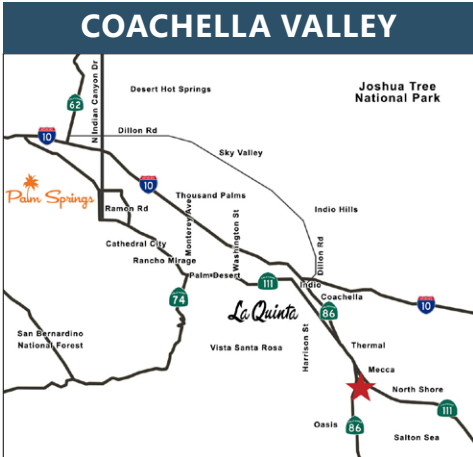 COACHELLA VALLEY
N Indian Canyon Dr
62
Desert Hot Springs
Joshua Tree
National Park
10
Dillon Rd
Sky Valley
10
Palm Springs
Thousand Palms
Ramon Rd
Monterey Ave
Washington St
Indio Hills
Dillon Rd
Cathedral City
Rancho Mirage
Palm Desert
111
Indio
74
Coachella
La Quinta
86
10
San Bernardino
National Forest
Vista Santa Rosa
Harrison St
Thermal
Mecca
North Shore
111
Oasis
86
Salton Sea